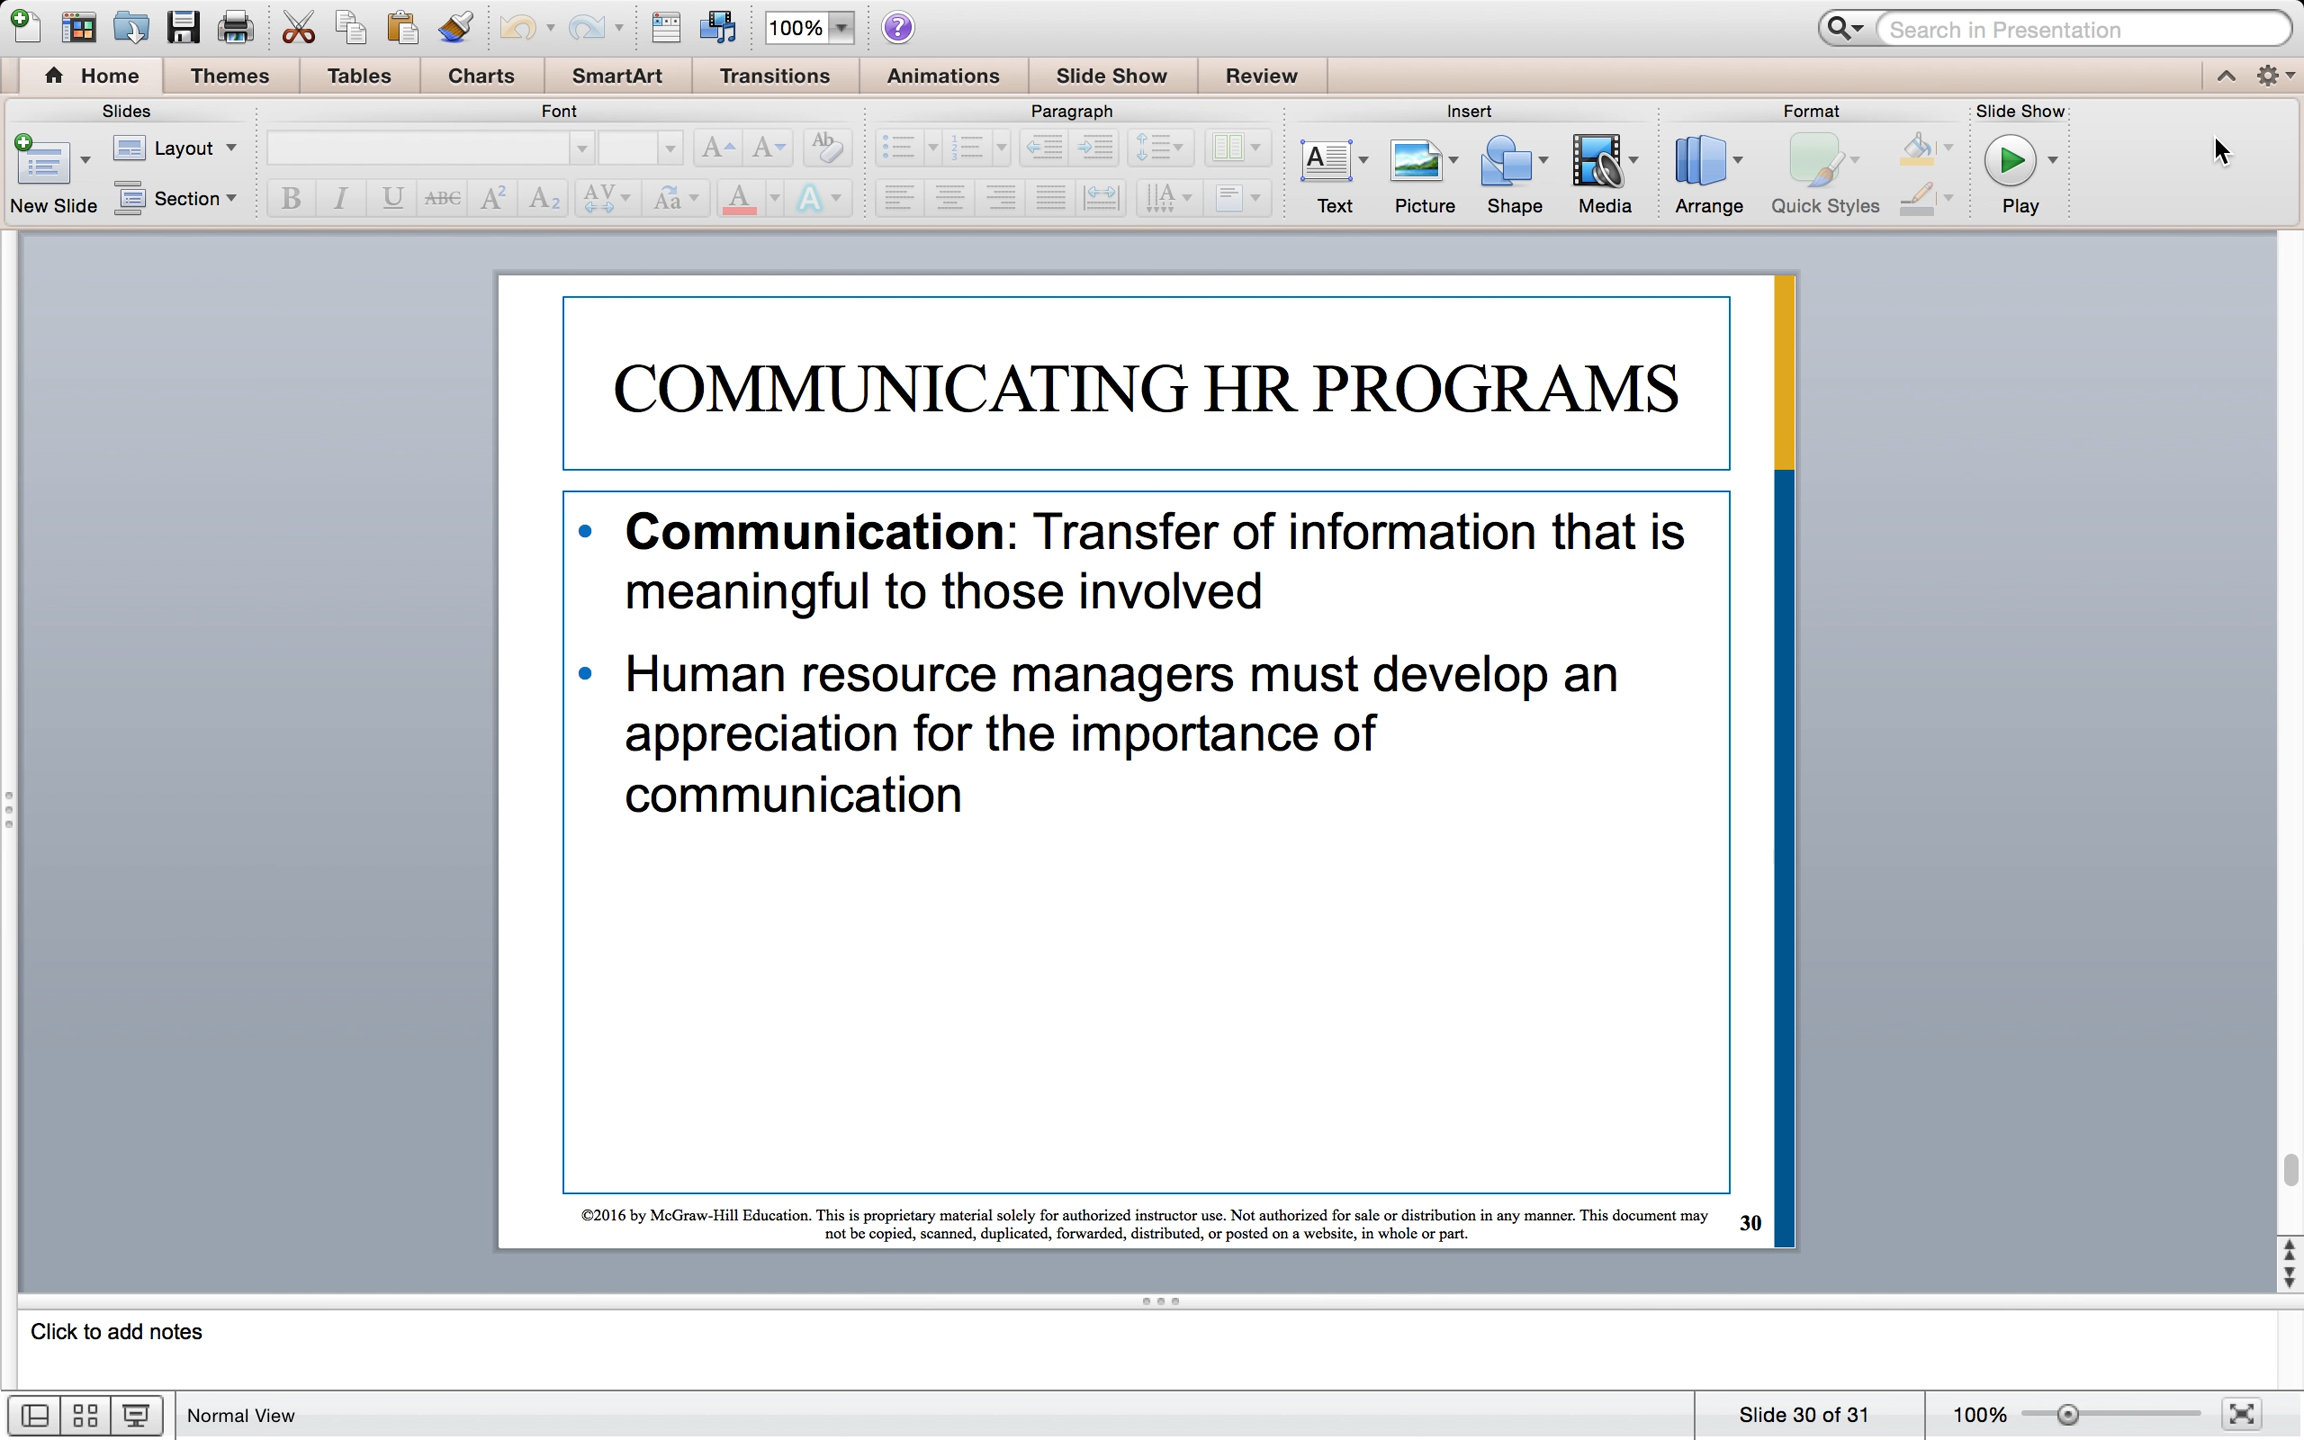 100%
Search in Presentation
Home Themes Tables Charts SmartArt Transitions Animations Slide Show Review
Slides Font Paragraph Insert Format Slide Show
Layout
New Slide
Section
Text Picture Shape Media Arrange Quick Styles Play
COMMUNICATING HR PROGRAMS
• Communication: Transfer of information that is
meaningful to those involved
• Human resource managers must develop an
appreciation for the importance of
communication
©2016 by McGraw-Hill Education. This is proprietary material solely for authorized instructor use. Not authorized for sale or distribution in any manner. This document may
not be copied, scanned, duplicated, forwarded, distributed, or posted on a website, in whole or part.
30
Click to add notes
Normal View
Slide 30 of 31
100%